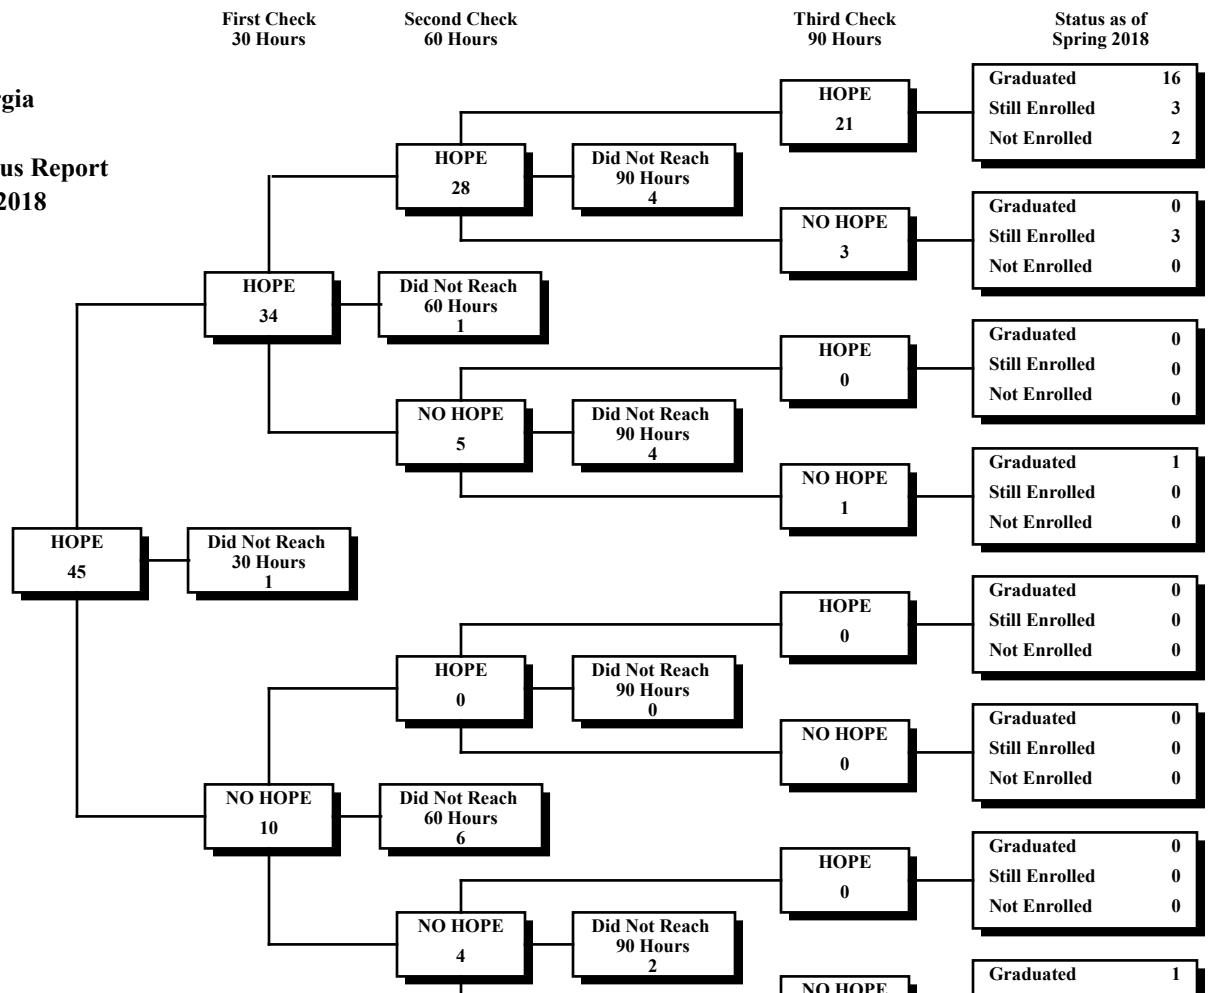 First Check
30 Hours
Second Check
60 Hours
Third Check
90 Hours
Status as of
Spring 2018
rgia
us Report
2018
HOPE
21
Graduated 16
Still Enrolled 3
Not Enrolled 2
HOPE
28
Did Not Reach
90 Hours
4
NO HOPE
3
Graduated 0
Still Enrolled 3
Not Enrolled 0
HOPE
34
Did Not Reach
60 Hours
1
HOPE
0
Graduated 0
Still Enrolled 0
Not Enrolled 0
NO HOPE
5
Did Not Reach
90 Hours
4
NO HOPE
1
Graduated 1
Still Enrolled 0
Not Enrolled 0
HOPE
45
Did Not Reach
30 Hours
1
HOPE
0
Graduated 0
Still Enrolled 0
Not Enrolled 0
HOPE
0
Did Not Reach
90 Hours
0
NO HOPE
0
Graduated 0
Still Enrolled 0
Not Enrolled 0
NO HOPE
10
Did Not Reach
60 Hours
6
HOPE
0
Graduated 0
Still Enrolled 0
Not Enrolled 0
NO HOPE
4
Did Not Reach
90 Hours
2
NO HOPE
Graduated 1